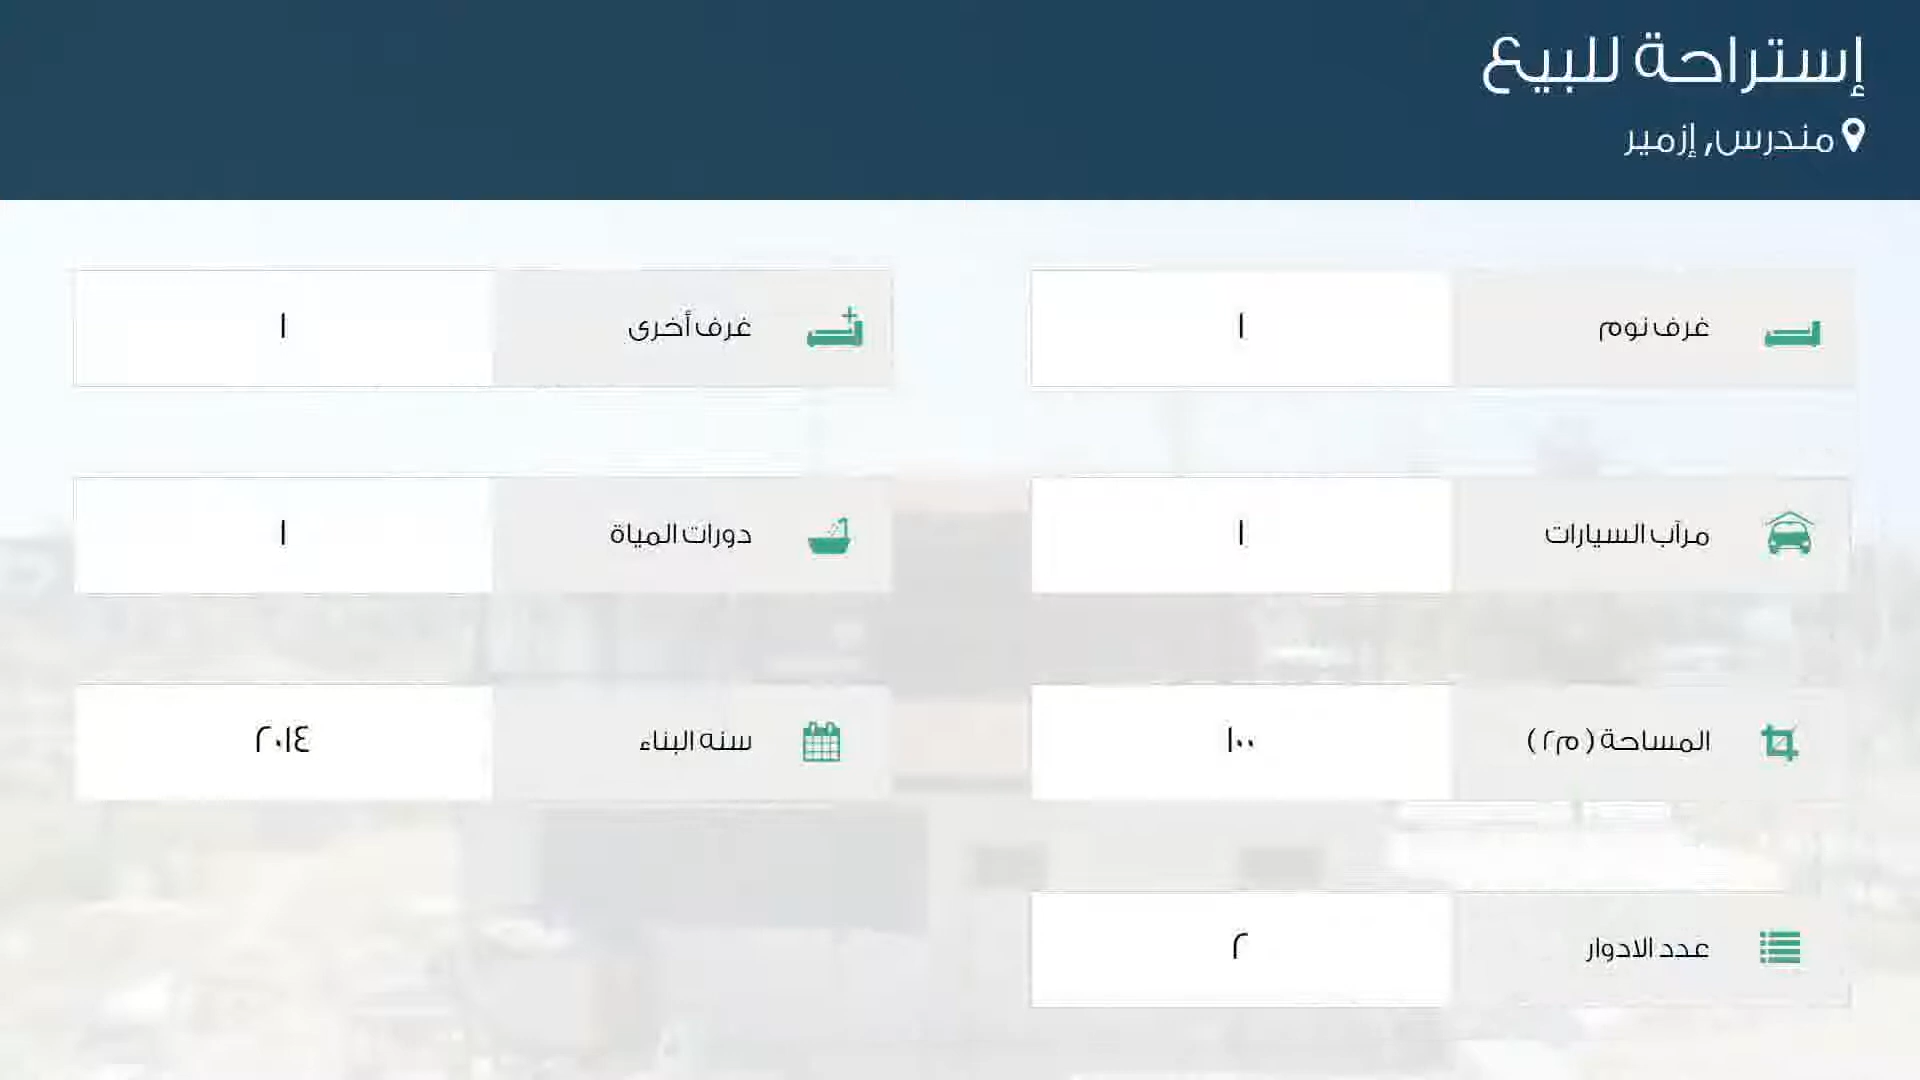 إستراحة للبيع
مندرس, إزمير
غرف نوم
١
غرف أخرى
١
مرآب السيارات
١
دورات المياة
١
المساحة ( م٢ )
١٠٠
سنه البناء
٢٠١٤
عدد الادوار
٢